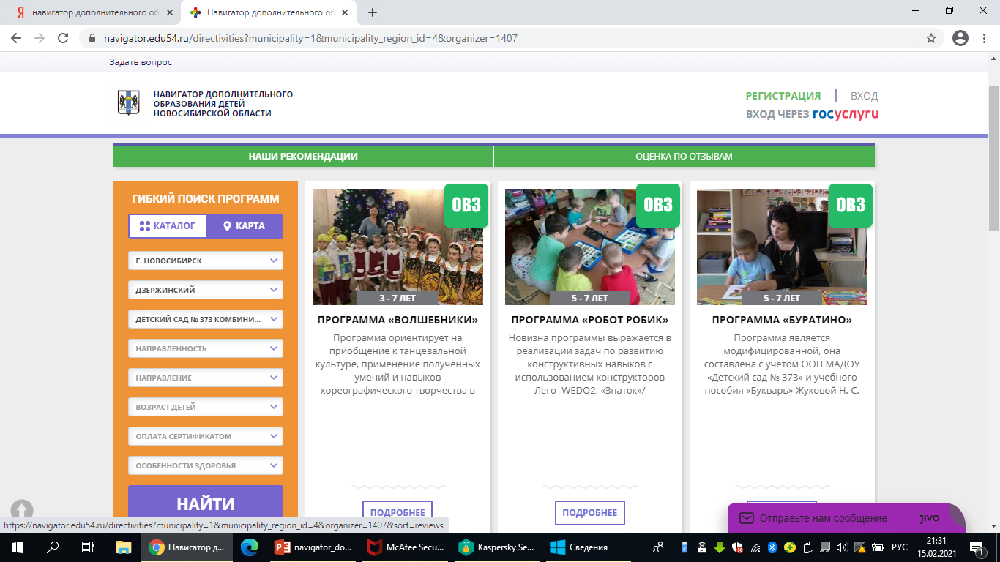 навигатор дополнительного об
Навигатор дополнительного об
navigator.edu54.ru/directivities?municipality=1&municipality_region_id=4&organizer=1407
Задать вопрос
НАВИГАТОР ДОПОЛНИТЕЛЬНОГО
ОБРАЗОВАНИЯ ДЕТЕЙ
НОВОСИБИРСКОЙ ОБЛАСТИ
РЕГИСТРАЦИЯ | ВХОД
ВХОД ЧЕРЕЗ госуслуги
НАШИ РЕКОМЕНДАЦИИ
ОЦЕНКА ПО ОТЗЫВАМ
ГИБКИЙ ПОИСК ПРОГРАММ
КАТАЛОГ
КАРТА
Г. НОВОСИБИРСК
ДЗЕРЖИНСКИЙ
ДЕТСКИЙ САД № 373 КОМБИНИ...
НАПРАВЛЕННОСТЬ
НАПРАВЛЕНИЕ
ВОЗРАСТ ДЕТЕЙ
ОПЛАТА СЕРТИФИКАТОМ
ОСОБЕННОСТИ ЗДОРОВЬЯ
НАЙТИ
ОВЗ
3 - 7 ЛЕТ
ПРОГРАММА «ВОЛШЕБНИКИ»
Программа ориентирует на
приобщение к танцевальной
культуре, применение полученных
умений и навыков
хореографического творчества в
ПОДРОБНЕЕ
ОВЗ
5 - 7 ЛЕТ
ПРОГРАММА «РОБОТ РОБИК»
Новизна программы выражается в
реализации задач по развитию
конструктивных навыков с
использованием конструкторов
Лего- WEDO2, «Знаток»/
ПОДРОБНЕЕ
ОВЗ
5 - 7 ЛЕТ
ПРОГРАММА «БУРАТИНО»
Программа является
модифицированной, она
составлена с учетом ООП МАДОУ
«Детский сад № 373» и учебного
пособия «Букварь» Жуковой Н. С.
Отправьте нам сообщение
jivo
https://navigator.edu54.ru/directivities?municipality=1&municipality_region_id=4&organizer=1407&sort=reviews
Навигатор д...
navigator_do...
McAfee Secu...
Kaspersky Se...
Сведения
РУС
21:31
15.02.2021
1